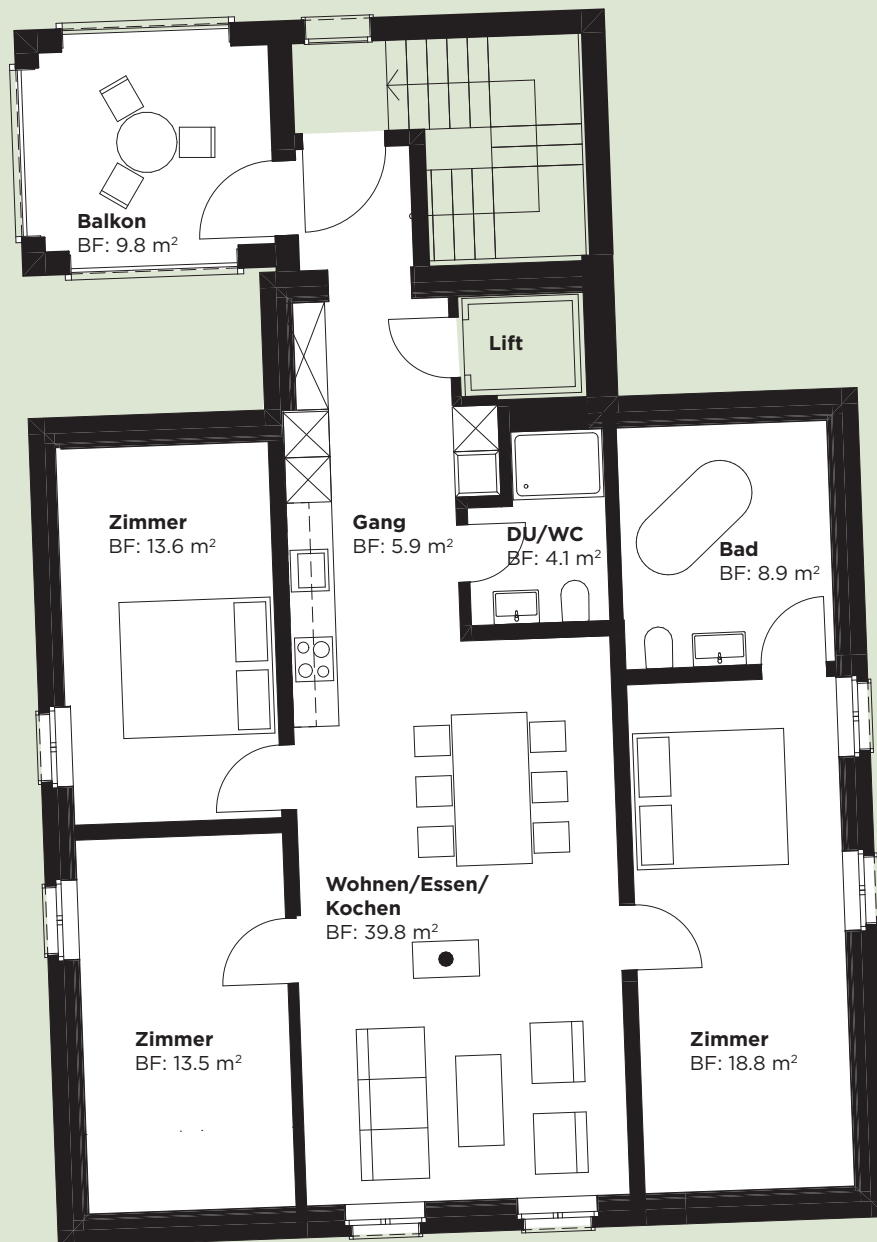 Balkon
BF: 9.8 m²
Lift
Zimmer
BF: 13.6 m²
Gang
BF: 5.9 m²
DU/WC
BF: 4.1 m²
Bad
BF: 8.9 m²
Wohnen/Essen/
Kochen
BF: 39.8 m²
Zimmer
BF: 13.5 m²
Zimmer
BF: 18.8 m²